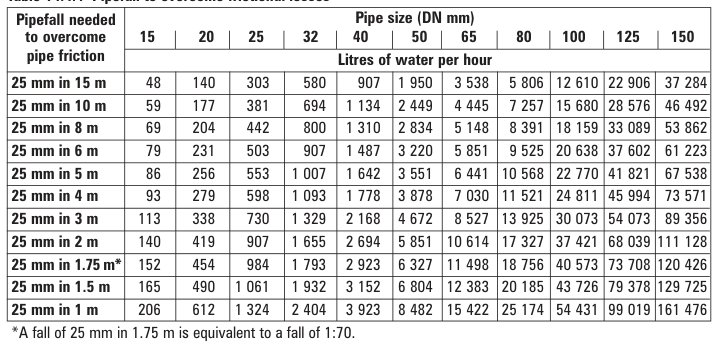 Pipefall needed to overcome pipe friction Pipe size (DN mm)
15 20 25 32 40 50 65 80 100 125 150
Litres of water per hour
25 mm in 15 m 48 140 303 580 907 1 950 3 538 5 806 12 610 22 906 37 284
25 mm in 10 m 59 177 381 694 1 134 2 449 4 445 7 257 15 680 28 576 46 492
25 mm in 8 m 69 204 442 800 1 310 2 834 5 148 8 391 18 159 33 089 53 862
25 mm in 6 m 79 231 503 907 1 487 3 220 5 851 9 525 20 638 37 602 61 223
25 mm in 5 m 86 256 553 1 007 1 642 3 551 6 441 10 568 22 770 41 821 67 538
25 mm in 4 m 93 279 598 1 093 1 778 3 878 7 030 11 521 24 811 45 994 73 571
25 mm in 3 m 113 338 730 1 329 2 168 4 672 8 527 13 925 30 073 54 073 89 356
25 mm in 2 m 140 419 907 1 655 2 694 5 851 10 614 17 327 37 421 68 039 111 128
25 mm in 1.75 m* 152 454 984 1 793 2 923 6 327 11 498 18 756 40 573 73 708 120 426
25 mm in 1.5 m 165 490 1 061 1 932 3 152 6 804 12 383 20 185 43 726 79 378 129 725
25 mm in 1 m 206 612 1 324 2 404 3 923 8 482 15 422 25 174 54 431 99 019 161 476
*A fall of 25 mm in 1.75 m is equivalent to a fall of 1:70.